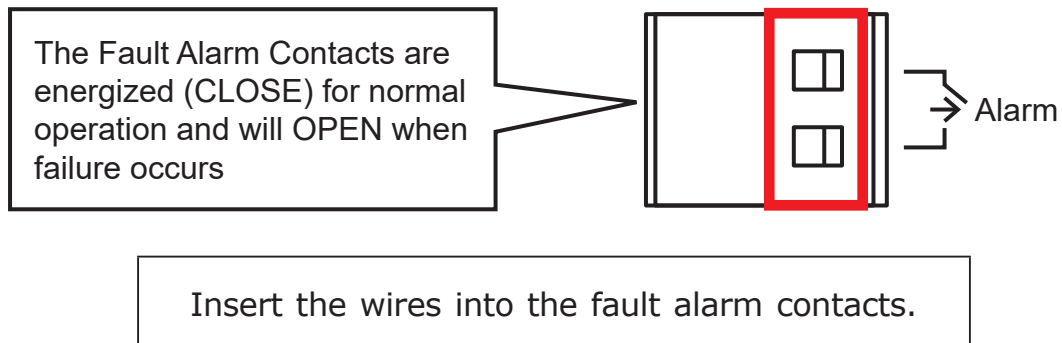 The Fault Alarm Contacts are
energized (CLOSE) for normal
operation and will OPEN when
failure occurs
Alarm
Insert the wires into the fault alarm contacts.